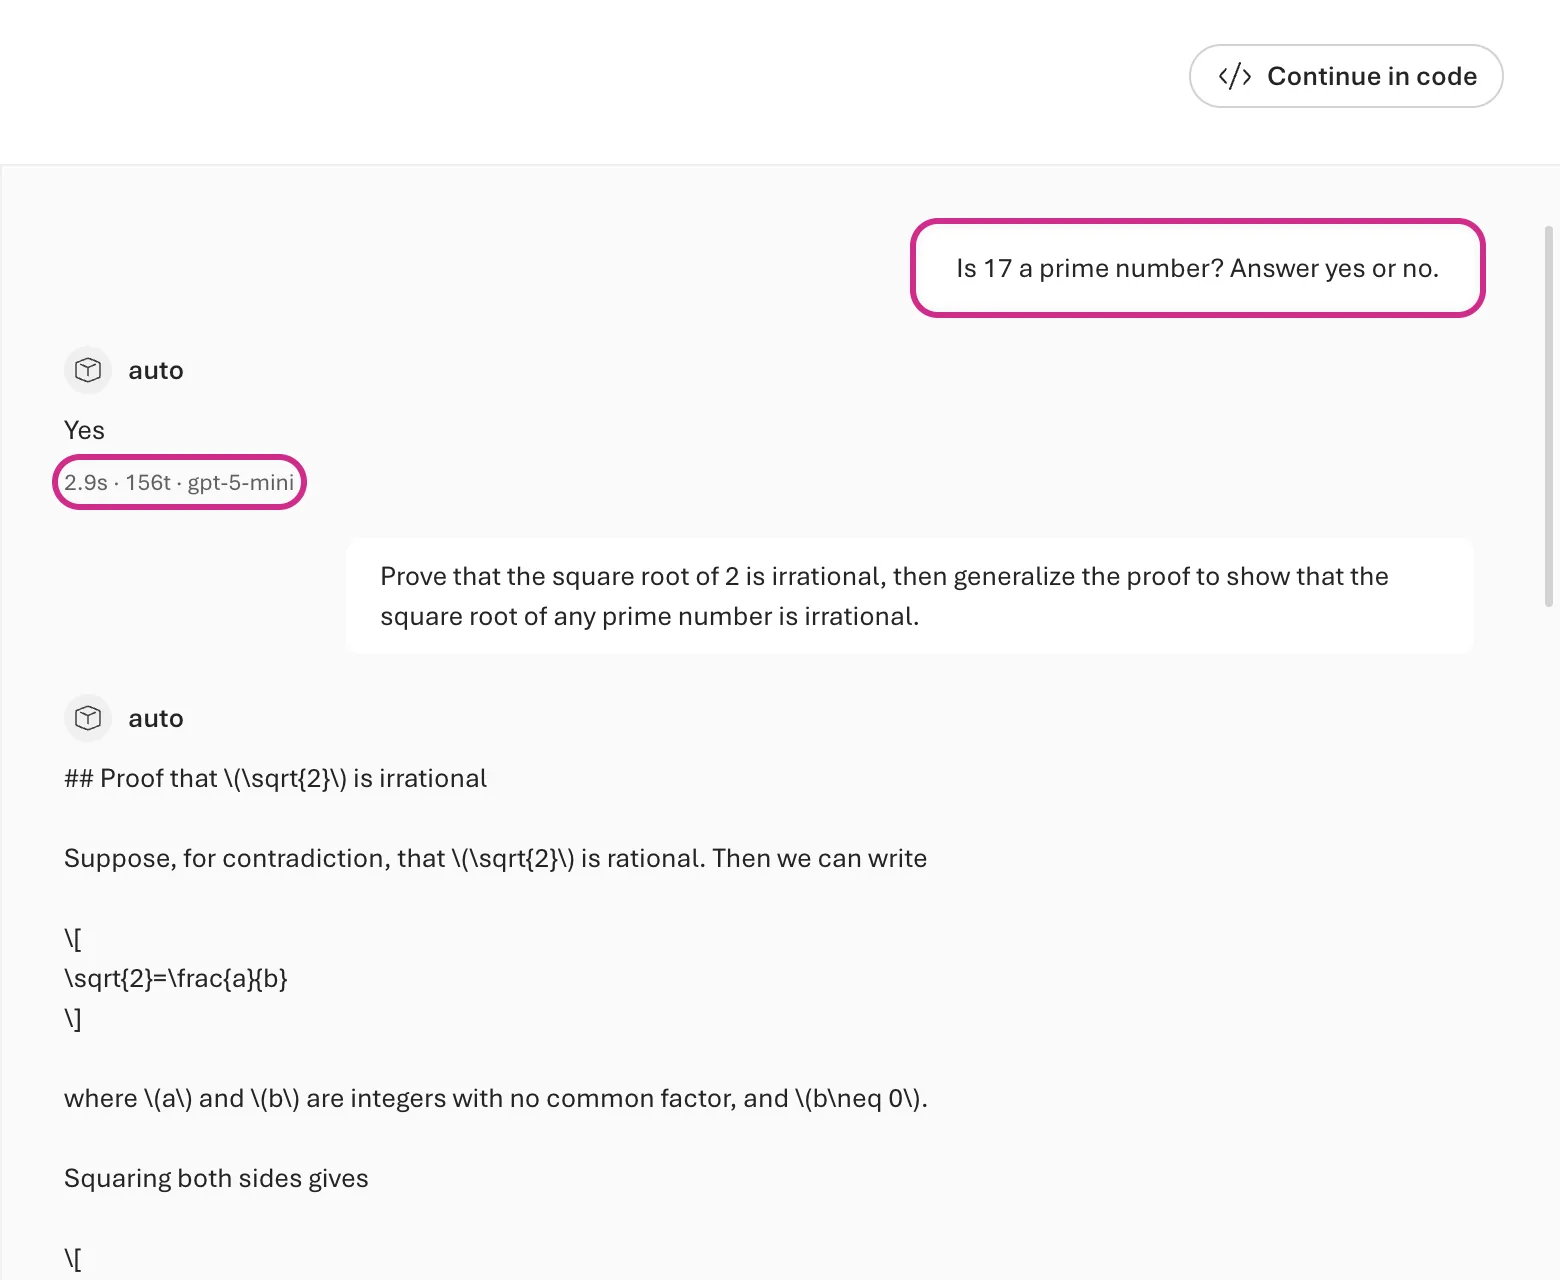 </> Continue in code
Is 17 a prime number? Answer yes or no.
auto
Yes
2.9s · 156t · gpt-5-mini
Prove that the square root of 2 is irrational, then generalize the proof to show that the
square root of any prime number is irrational.
auto
## Proof that \(\sqrt{2}\) is irrational
Suppose, for contradiction, that \(\sqrt{2}\) is rational. Then we can write
\[
\sqrt{2}=\frac{a}{b}
\]
where \(a\) and \(b\) are integers with no common factor, and \(b\neq 0\).
Squaring both sides gives
\[